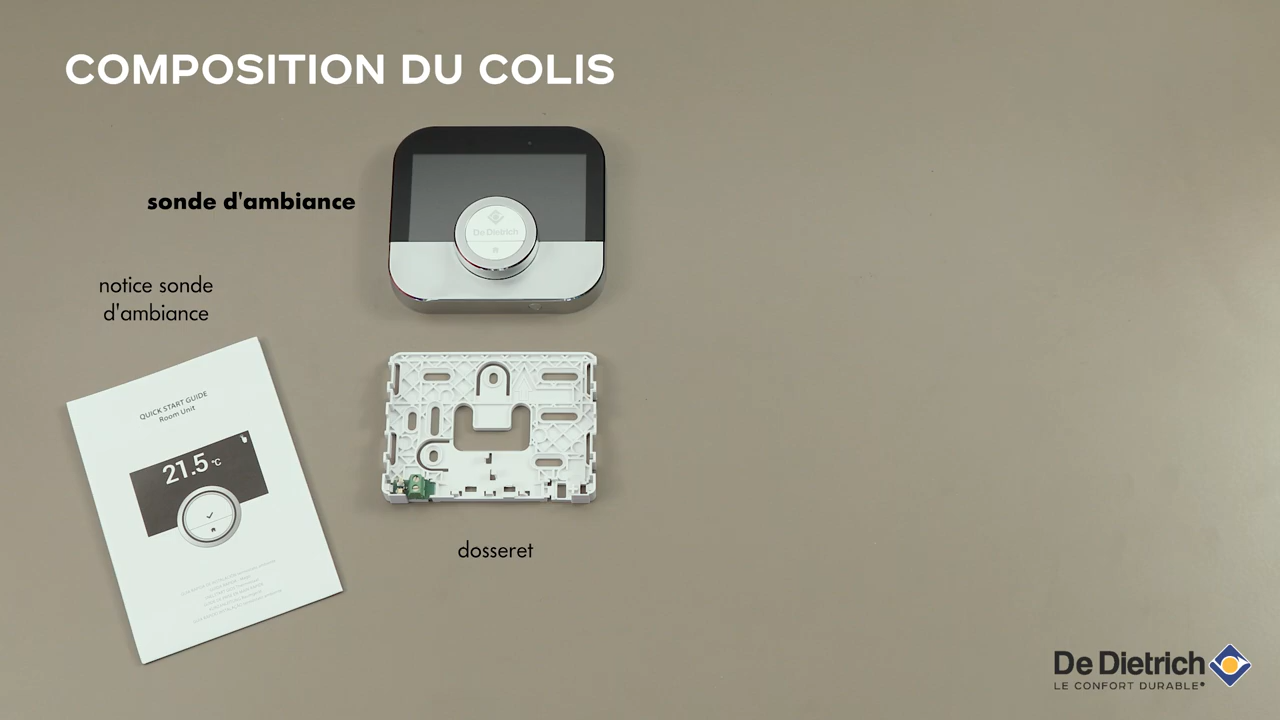 COMPOSITION DU COLIS
sonde d'ambiance
De Dietrich
notice sonde
d'ambiance
QUICK START GUIDE
Room Unit
21.5 °C
dosseret
De Dietrich
LE CONFORT DURABLE®